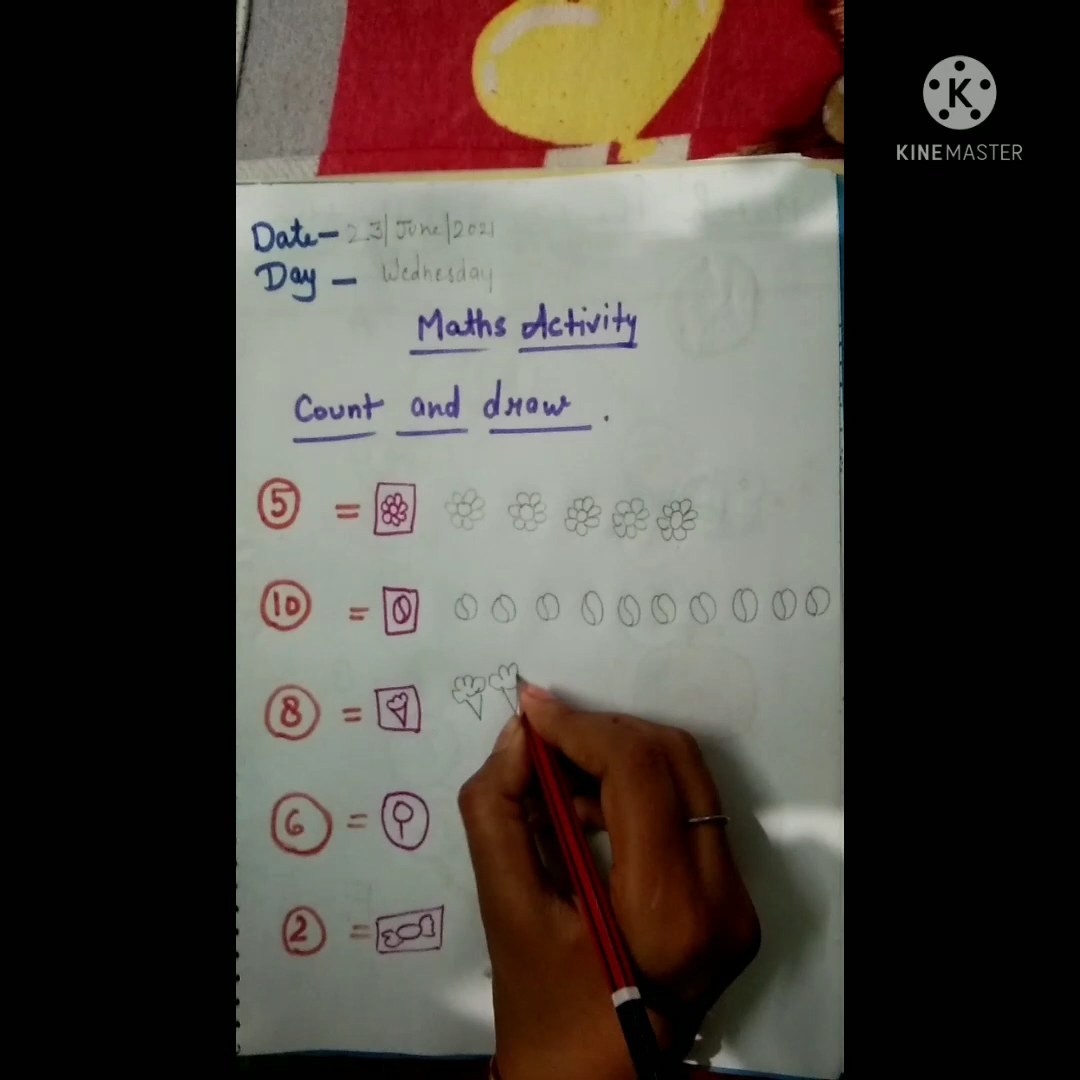 KINEMASTER
Date- 23/June/2021
Day - Wednesday
Maths Activity
Count and draw.
5 =
10 =
8 =
6 =
2 =